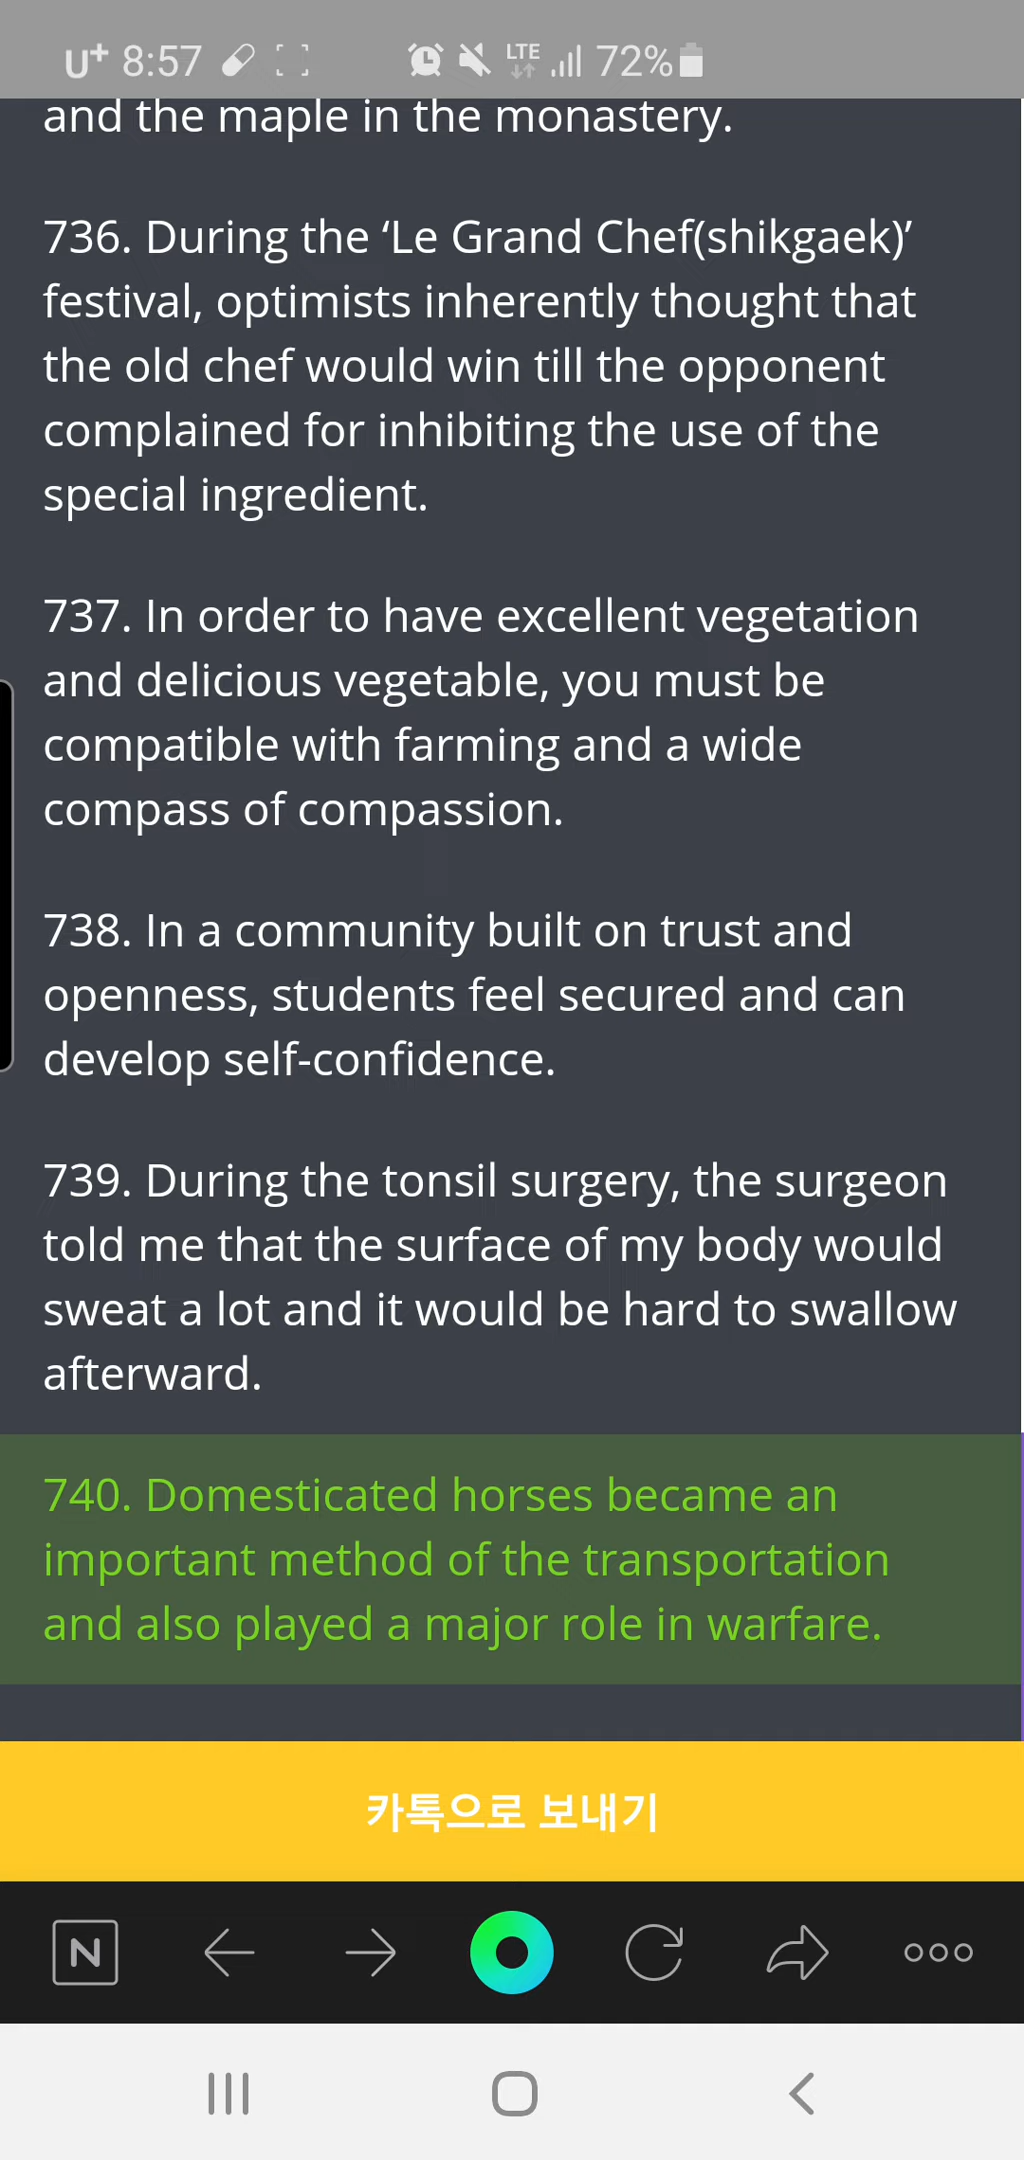 U+ 8:57 LTE 72%
and the maple in the monastery.
736. During the ‘Le Grand Chef(shikgaek)’
festival, optimists inherently thought that
the old chef would win till the opponent
complained for inhibiting the use of the
special ingredient.
737. In order to have excellent vegetation
and delicious vegetable, you must be
compatible with farming and a wide
compass of compassion.
738. In a community built on trust and
openness, students feel secured and can
develop self-confidence.
739. During the tonsil surgery, the surgeon
told me that the surface of my body would
sweat a lot and it would be hard to swallow
afterward.
740. Domesticated horses became an
important method of the transportation
and also played a major role in warfare.
카톡으로 보내기
N